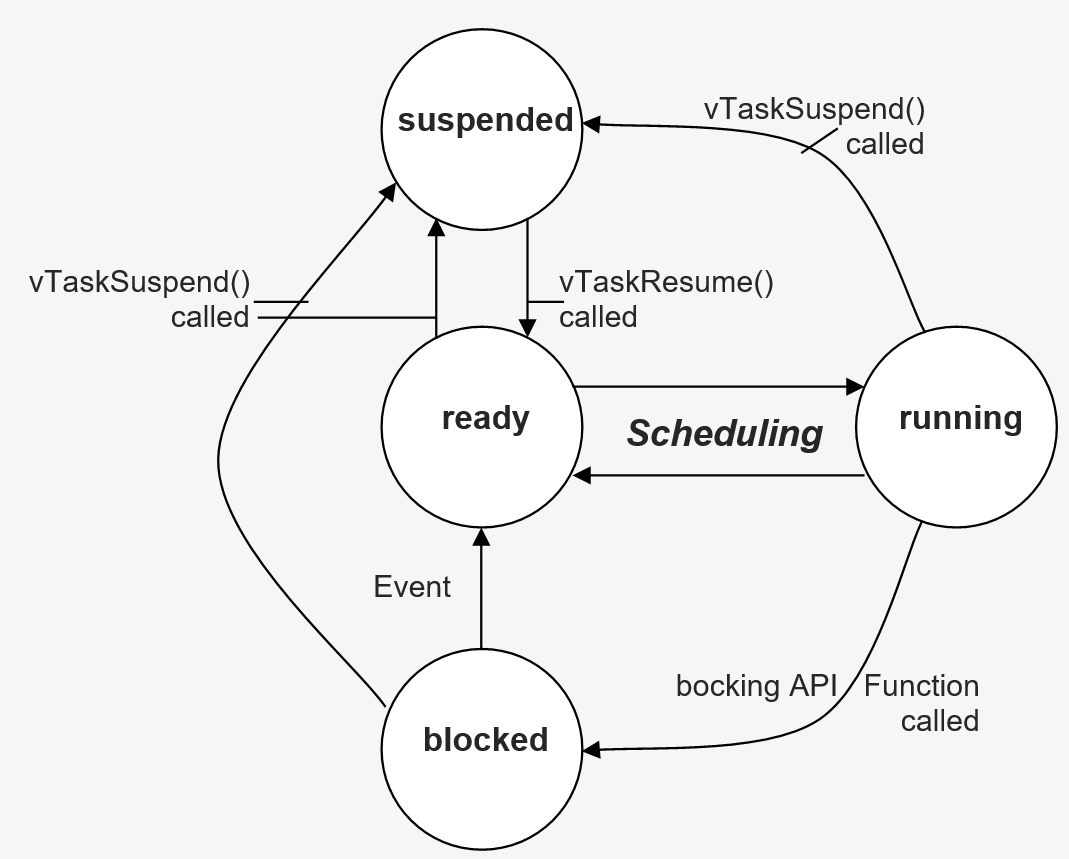 suspended
vTaskSuspend()
called
vTaskSuspend()
called
vTaskResume()
called
ready
Scheduling
running
Event
bocking API Function
called
blocked